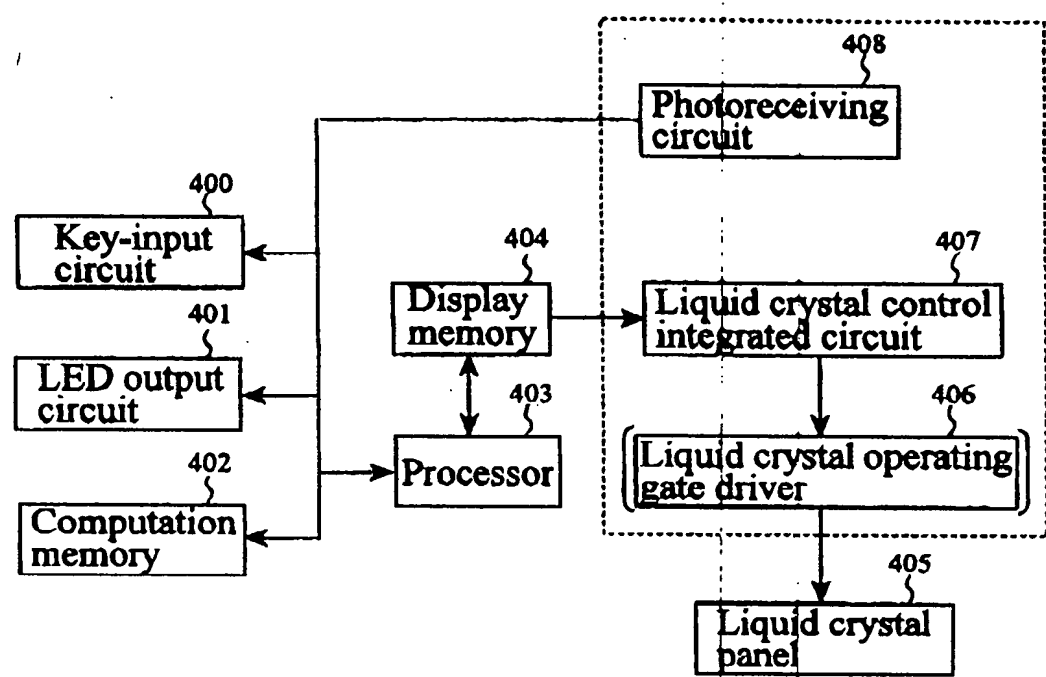 408
Photoreceiving
circuit
400
Key-input
circuit
404
Display
memory
407
Liquid crystal control
integrated circuit
401
LED output
circuit
403
Processor
406
Liquid crystal operating
gate driver
402
Computation
memory
405
Liquid crystal
panel